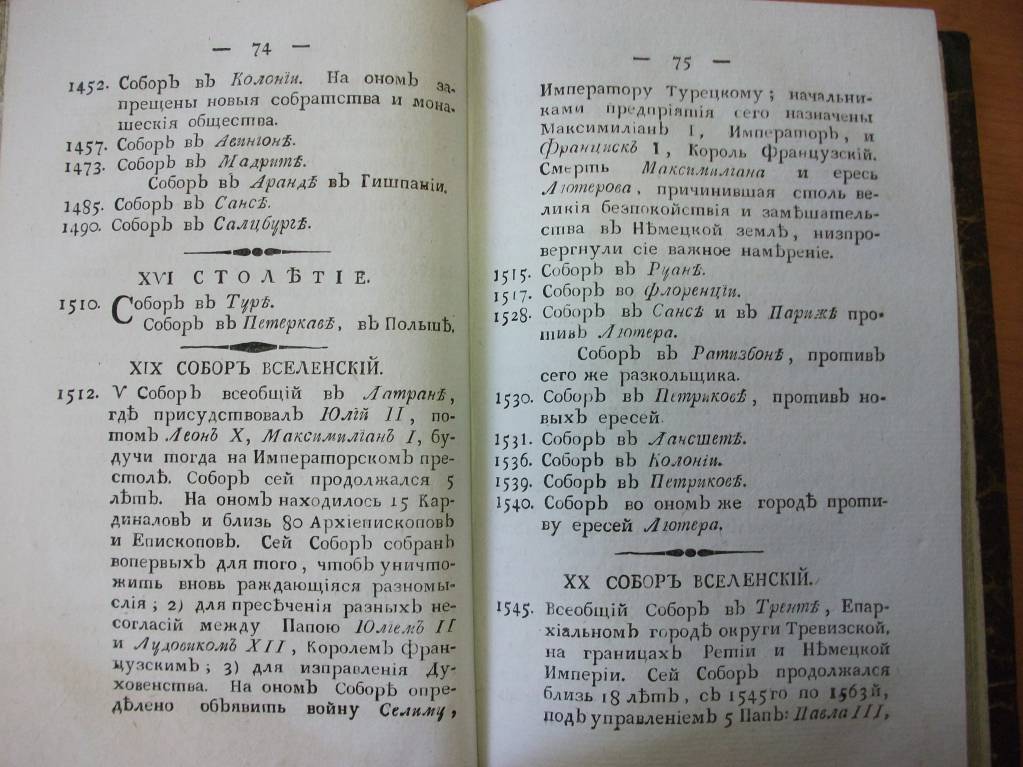 — 74 —
1452. Соборъ въ Колоніи. На ономъ за-
прещены новыя собратства и мона-
шескія общества.
1457. Соборъ въ Авингонѣ.
1473. Соборъ въ Мадритѣ.
Соборъ въ Арандѣ въ Гишпаніи.
1485. Соборъ въ Сансѣ.
1490. Соборъ въ Салцбургѣ.
XVI СТОЛѢТІЕ.
1510. Соборъ въ Турѣ.
Соборъ въ Петеркавѣ, въ Польшѣ.
XIX СОБОРЪ ВСЕЛЕНСКІЙ.
1512. V Соборъ всеобщій въ Латранѣ,
гдѣ присудствовалъ Юлій II, по-
томъ Леонъ X, Максимиліанъ I, бу-
дучи тогда на Императорскомъ пре-
столѣ. Соборъ сей продолжался 5
лѣтъ. На ономъ находилось 15 Кар-
диналовъ и близь 80 Архіепископовъ
и Епископовъ. Сей Соборъ собранъ
вопервыхъ для того, чтобъ уничто-
жить вновь раждающіяся разномы-
слія; 2) для пресѣченія разныхъ не-
согласій между Папою Юліемъ II
и Лудовикомъ XII, Королемъ фран-
цузскимъ; 3) для изправленія Ду-
ховенства. На ономъ Соборѣ опре-
дѣлено объявить войну Селиму,
— 75 —
Императору Турецкому; начальни-
ками предпріятія сего назначены
Максимиліанъ I, Императоръ, и
Францискъ I, Король французскій.
Смерть Максимиліана и ересь
Лютерова, причинившая столь ве-
ликія безпокойствія и замѣшатель-
ства въ Нѣмецкой землѣ, низпро-
вергнули сіе важное намѣреніе.
1515. Соборъ въ Руанѣ.
1517. Соборъ во Флоренціи.
1528. Соборъ въ Сансѣ и въ Парижѣ про-
тивъ Лютера.
Соборъ въ Ратизбонѣ, противъ
сего же разкольщика.
1530. Соборъ въ Петриковѣ, противъ но-
выхъ ересей.
1531. Соборъ въ Лансшетѣ.
1536. Соборъ въ Колоніи.
1539. Соборъ въ Петриковѣ.
1540. Соборъ во ономъ же городѣ проти-
ву ересей Лютера.
XX СОБОРЪ ВСЕЛЕНСКІЙ.
1545. Всеобщій Соборъ въ Трентѣ, Епар-
хіальномъ городѣ округи Тревизской,
на границахъ Ретіи и Нѣмецкой
Имперіи. Сей Соборъ продолжался
близь 18 лѣтъ, съ 1545го по 1563й,
подъ управленіемъ 5 Папъ: Павла III,